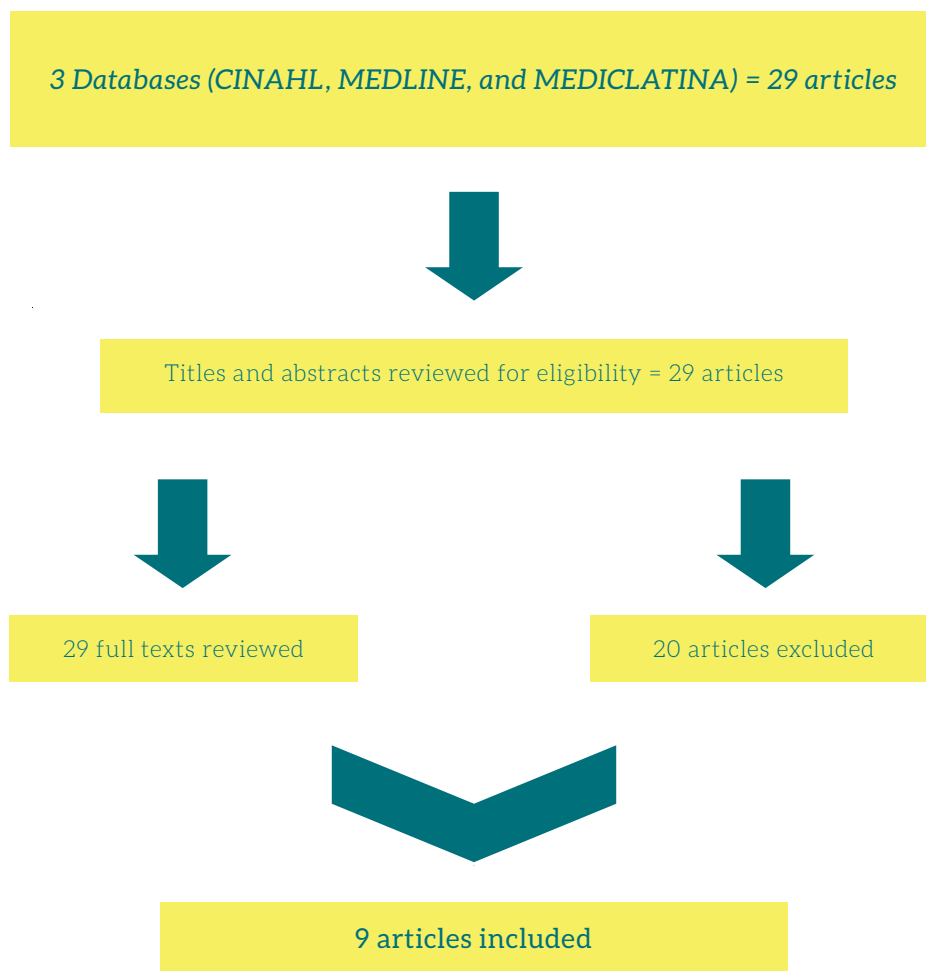 3 Databases (CINAHL, MEDLINE, and MEDICLATINA) = 29 articles
Titles and abstracts reviewed for eligibility = 29 articles
29 full texts reviewed
20 articles excluded
9 articles included